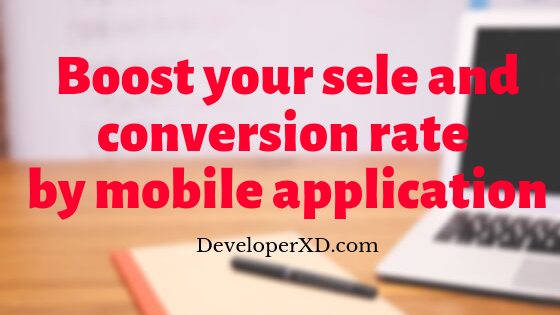 Boost your sele and
conversion rate
by mobile application
DeveloperXD.com